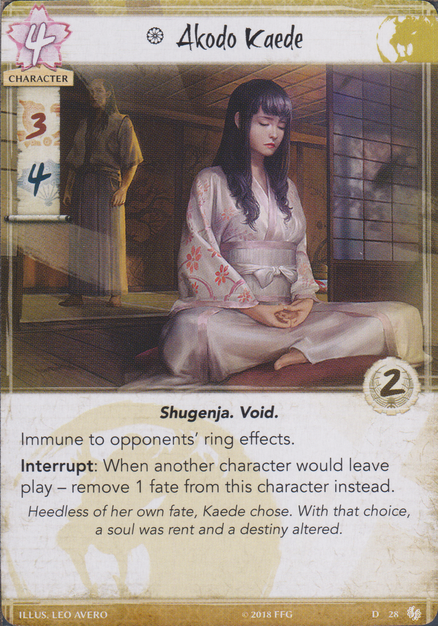 4
Akodo Kaede
CHARACTER
3
4
2
Shugenja. Void.
Immune to opponents' ring effects.
Interrupt: When another character would leave
play – remove 1 fate from this character instead.
Heedless of her own fate, Kaede chose. With that choice,
a soul was rent and a destiny altered.
ILLUS. LEO AVERO
© 2018 FFG
D 28